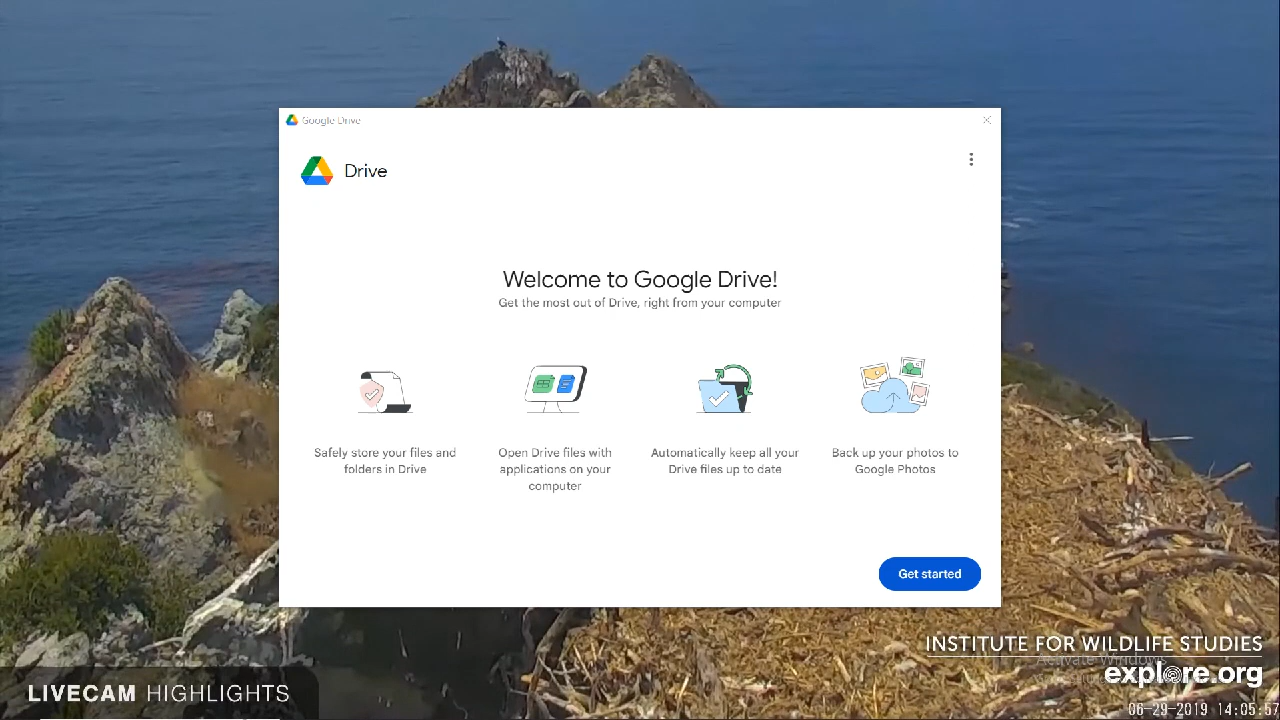 Google Drive
Drive
Welcome to Google Drive!
Get the most out of Drive, right from your computer
Safely store your files and
folders in Drive
Open Drive files with
applications on your
computer
Automatically keep all your
Drive files up to date
Back up your photos to
Google Photos
Get started
INSTITUTE FOR WILDLIFE STUDIES
Activate Windows
explore.org
LIVECAM HIGHLIGHTS
06-29-2019 14:05:57